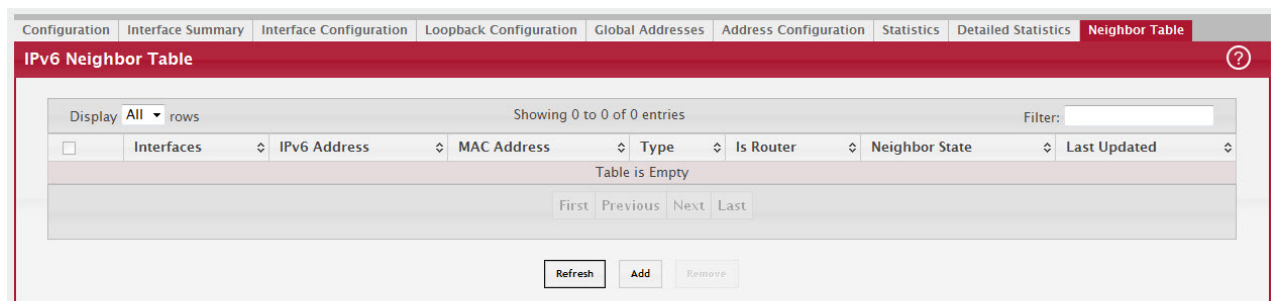 Configuration Interface Summary Interface Configuration Loopback Configuration Global Addresses Address Configuration Statistics Detailed Statistics Neighbor Table
IPv6 Neighbor Table ?
Display All rows Showing 0 to 0 of 0 entries Filter:
Interfaces IPv6 Address MAC Address Type Is Router Neighbor State Last Updated
Table is Empty
First Previous Next Last
Refresh Add Remove